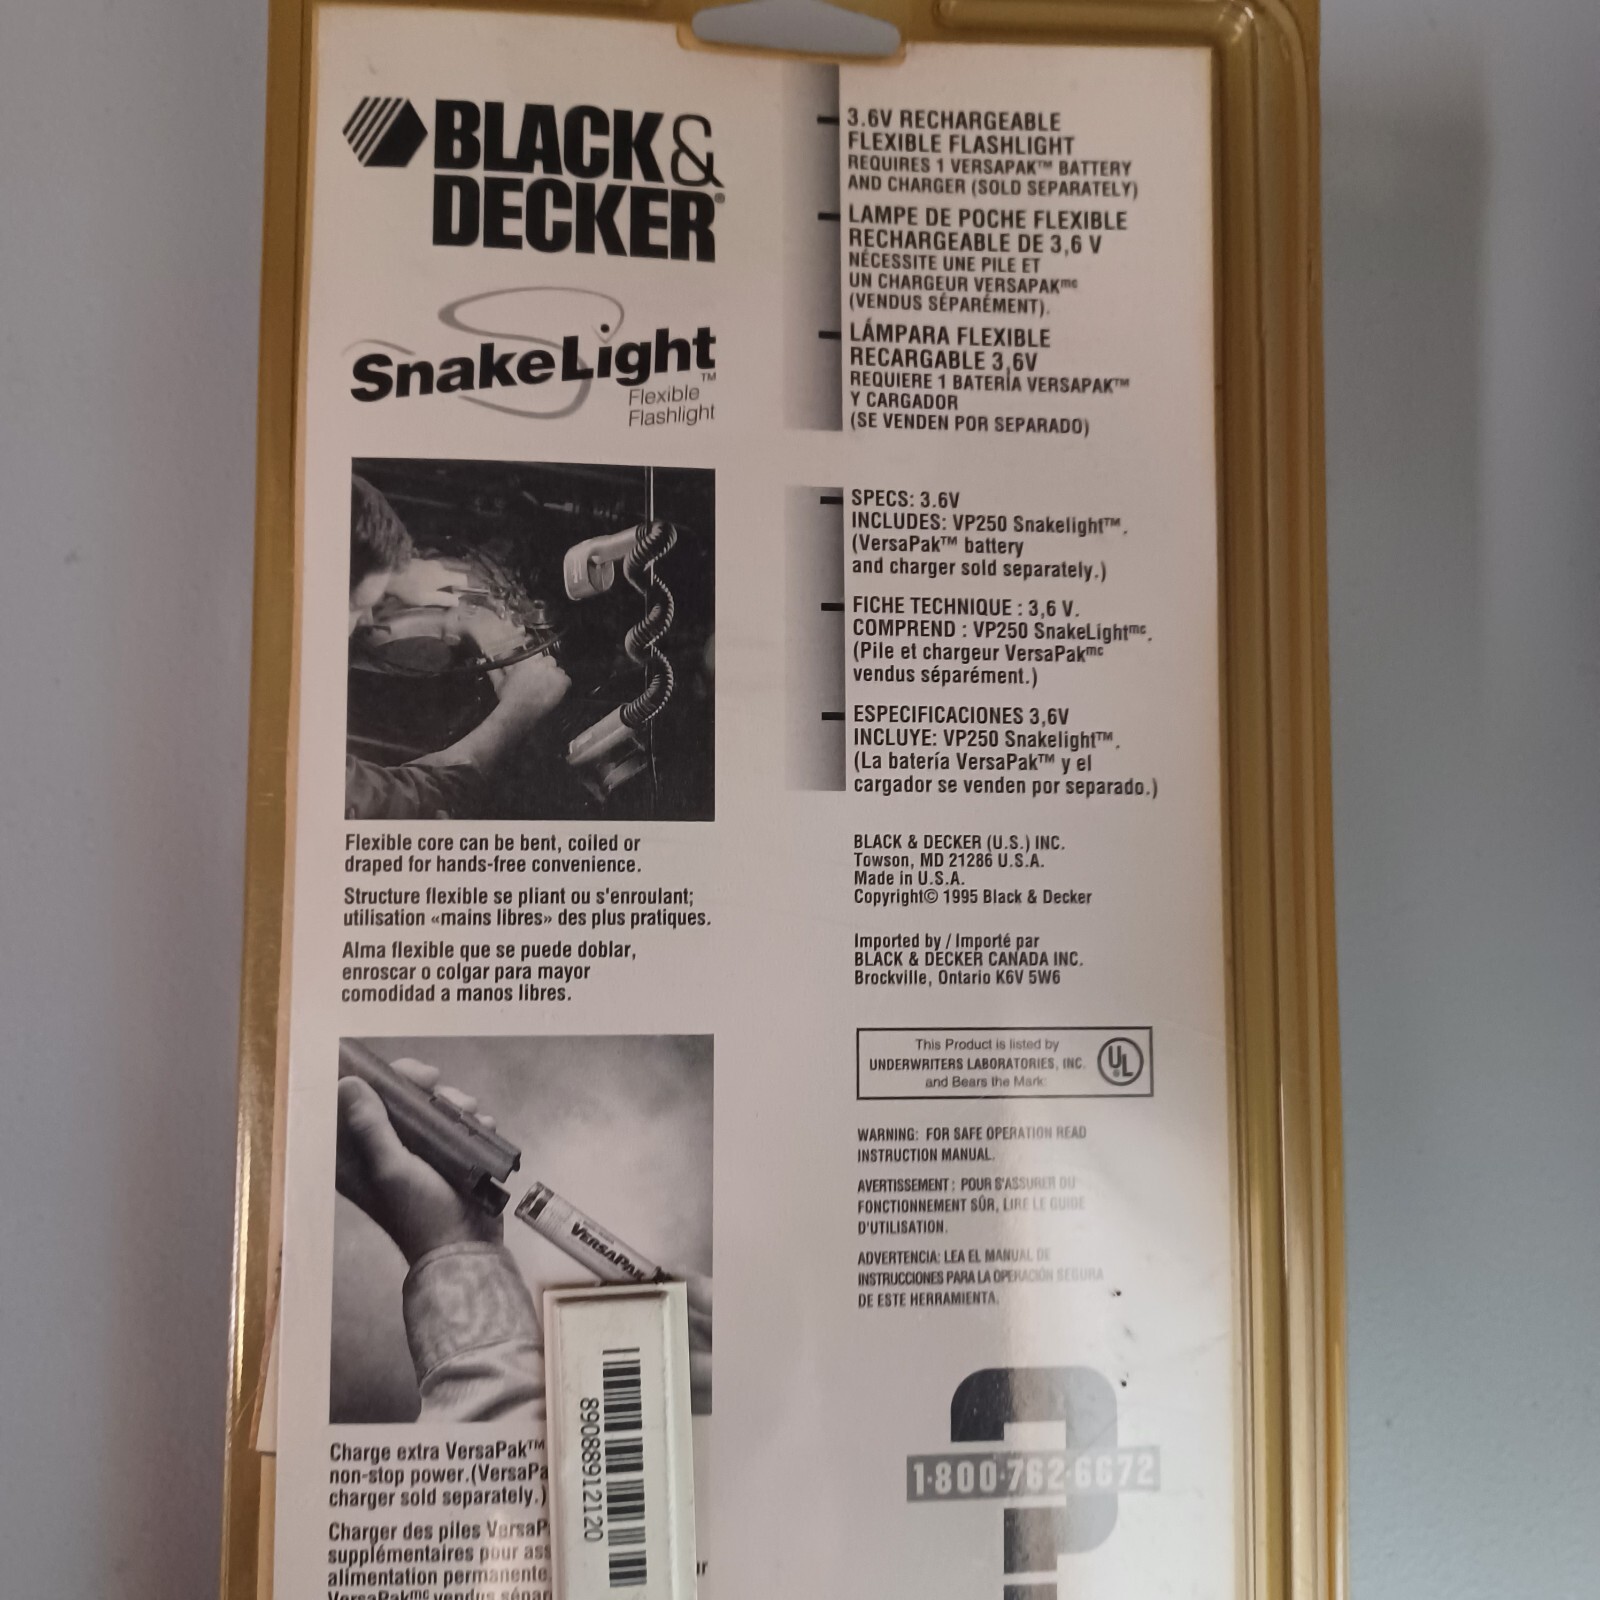 BLACK&
DECKER®
SnakeLight™
Flexible
Flashlight
3.6V RECHARGEABLE
FLEXIBLE FLASHLIGHT
REQUIRES 1 VERSAPAK™ BATTERY
AND CHARGER (SOLD SEPARATELY)
LAMPE DE POCHE FLEXIBLE
RECHARGEABLE DE 3,6 V
NÉCESSITE UNE PILE ET
UN CHARGEUR VERSAPAKmc
(VENDUS SÉPARÉMENT).
LÁMPARA FLEXIBLE
RECARGABLE 3,6V
REQUIERE 1 BATERÍA VERSAPAK™
Y CARGADOR
(SE VENDEN POR SEPARADO)
SPECS: 3.6V
INCLUDES: VP250 Snakelight™.
(VersaPak™ battery
and charger sold separately.)
FICHE TECHNIQUE : 3,6 V.
COMPREND : VP250 SnakeLightmc.
(Pile et chargeur VersaPakmc
vendus séparément.)
ESPECIFICACIONES 3,6V
INCLUYE: VP250 Snakelight™.
(La batería VersaPak™ y el
cargador se venden por separado.)
Flexible core can be bent, coiled or
draped for hands-free convenience.
Structure flexible se pliant ou s'enroulant;
utilisation «mains libres» des plus pratiques.
Alma flexible que se puede doblar,
enroscar o colgar para mayor
comodidad a manos libres.
BLACK & DECKER (U.S.) INC.
Towson, MD 21286 U.S.A.
Made in U.S.A.
Copyright© 1995 Black & Decker
Imported by / Importé par
BLACK & DECKER CANADA INC.
Brockville, Ontario K6V 5W6
This Product is listed by
UNDERWRITERS LABORATORIES, INC.
and Bears the Mark:
UL
WARNING: FOR SAFE OPERATION READ
INSTRUCTION MANUAL.
AVERTISSEMENT : POUR S'ASSURER DU
FONCTIONNEMENT SÛR, LIRE LE GUIDE
D'UTILISATION.
ADVERTENCIA: LEA EL MANUAL DE
INSTRUCCIONES PARA LA OPERACIÓN SEGURA
DE ESTE HERRAMIENTA.
VERSAPAK
89088912120
1-800-762-6672
Charge extra VersaPak™
non-stop power.(VersaPa
charger sold separately.)
Charger des piles VersaP
supplémentaires pour ass
alimentation permanente.
VersaPakmc vendus sépar